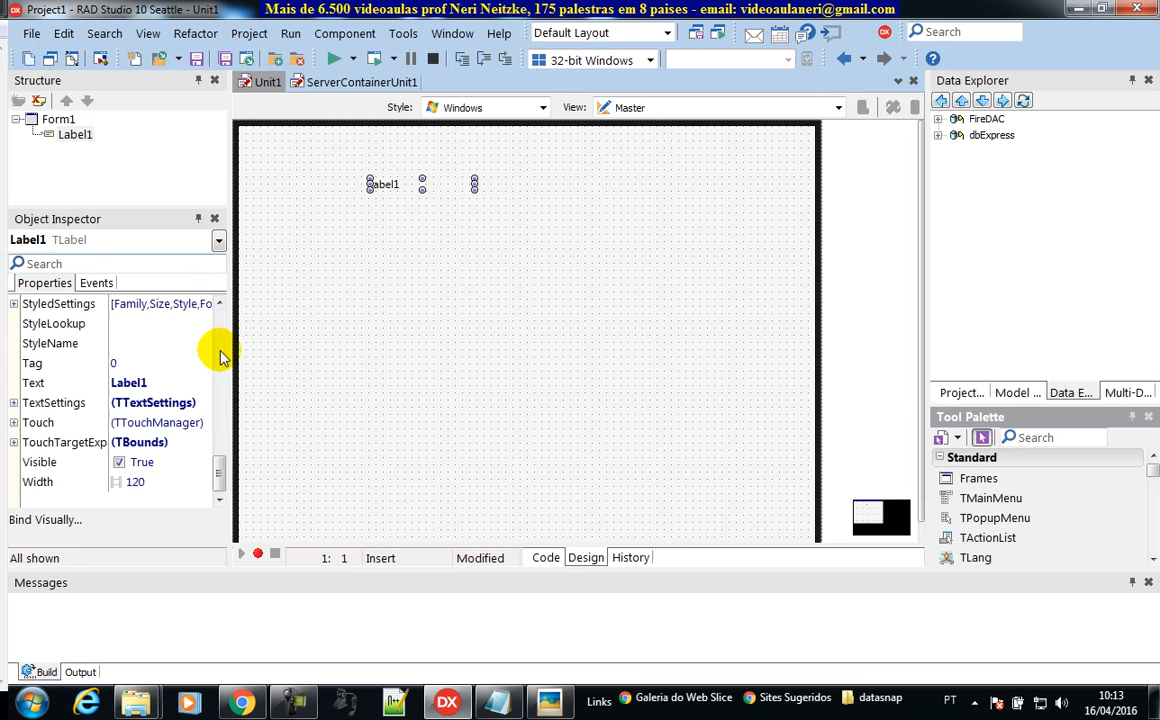 Project1 - RAD Studio 10 Seattle - Unit1
Mais de 6.500 videoaulas prof Neri Neitzke, 175 palestras em 8 paises - email: videoaulaneri@gmail.com
File Edit Search View Refactor Project Run Component Tools Window Help Default Layout Search
32-bit Windows
Structure Unit1 ServerContainerUnit1 Data Explorer
Style: Windows View: Master
Form1
Label1
FireDAC
dbExpress
Label1
Object Inspector
Label1 TLabel
Search
Properties Events
StyledSettings [Family,Size,Style,Fo
StyleLookup
StyleName
Tag 0
Text Label1
TextSettings (TTextSettings)
Touch (TTouchManager)
TouchTargetExp (TBounds)
Visible True
Width 120
Bind Visually...
All shown
Project... Model ... Data E... Multi-D...
Tool Palette
Search
Standard
Frames
TMainMenu
TPopupMenu
TActionList
TLang
1: 1 Insert Modified Code Design History
Messages
Build Output
DX Links Galeria do Web Slice Sites Sugeridos datasnap PT 10:13
16/04/2016